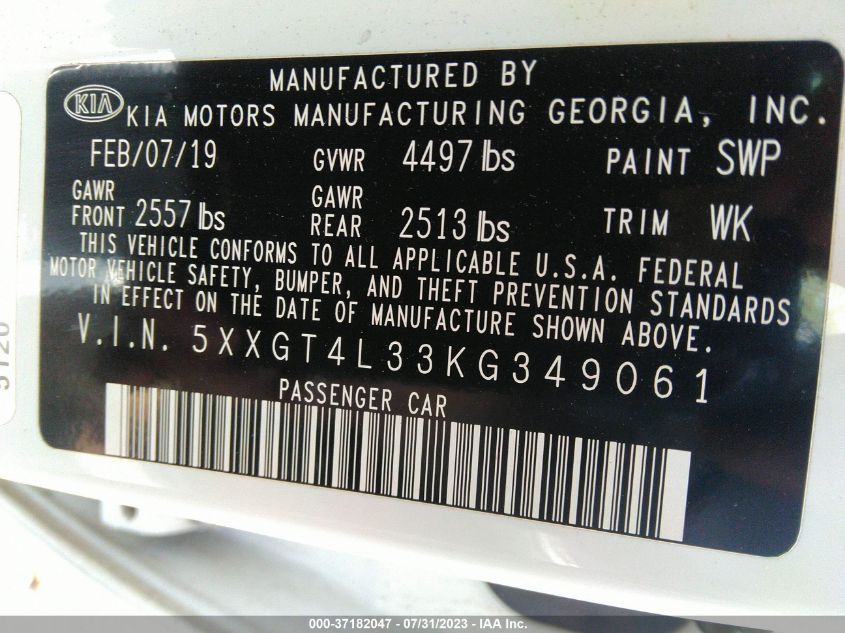 MANUFACTURED BY
KIA KIA MOTORS MANUFACTURING GEORGIA, INC.
FEB/07/19 GVWR 4497 lbs PAINT SWP
GAWR FRONT 2557 lbs GAWR REAR 2513 lbs TRIM WK
THIS VEHICLE CONFORMS TO ALL APPLICABLE U.S.A. FEDERAL
MOTOR VEHICLE SAFETY, BUMPER, AND THEFT PREVENTION STANDARDS
IN EFFECT ON THE DATE OF MANUFACTURE SHOWN ABOVE.
V.I.N. 5XXGT4L33KG349061
PASSENGER CAR
000-37182047 - 07/31/2023 - IAA Inc.